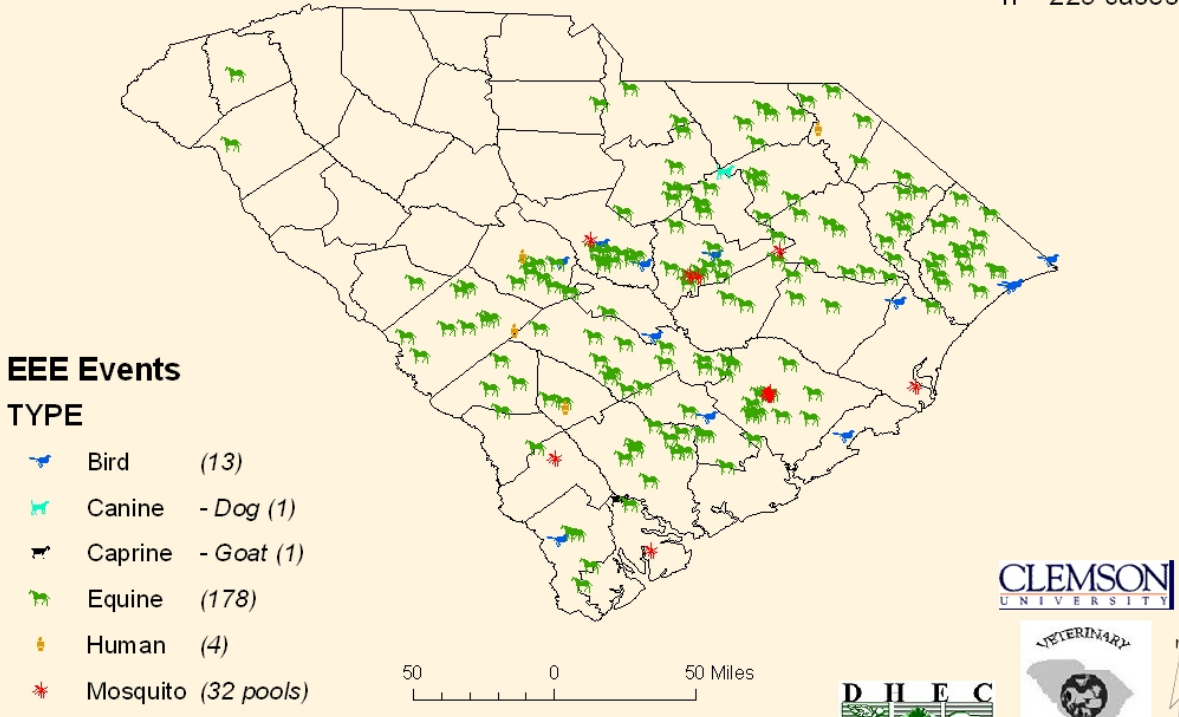 EEE Events
TYPE
Bird (13)
Canine - Dog (1)
Caprine - Goat (1)
Equine (178)
Human (4)
Mosquito (32 pools)
50 0 50 Miles
CLEMSON
UNIVERSITY
VETERINARY
D H E C